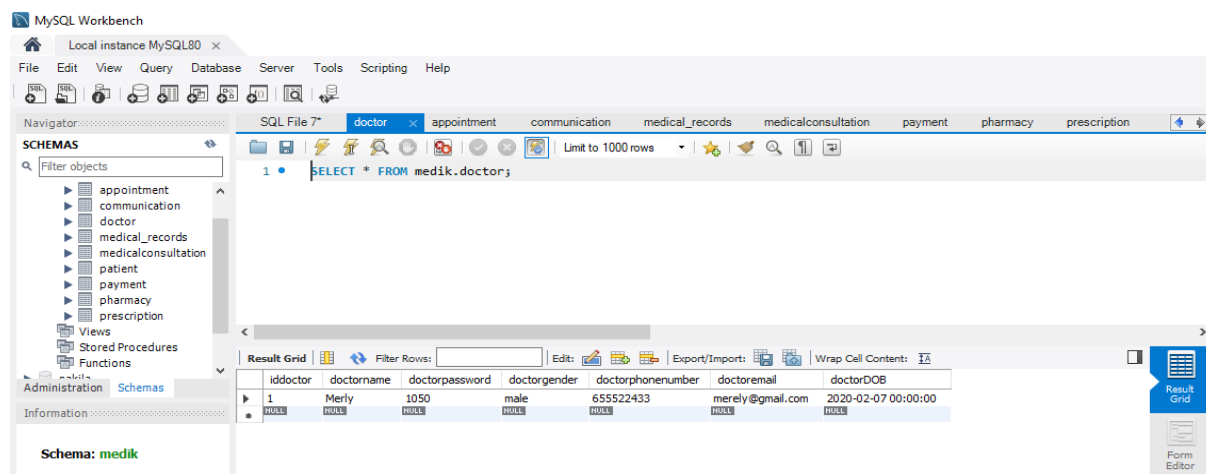 MySQL Workbench
Local instance MySQL80
File Edit View Query Database Server Tools Scripting Help
Navigator
SCHEMAS
Filter objects
appointment
communication
doctor
medical_records
medicalconsultation
patient
payment
pharmacy
prescription
Views
Stored Procedures
Functions
Administration Schemas
Information
Schema: medik
SQL File 7* doctor appointment communication medical_records medicalconsultation payment pharmacy prescription
Limit to 1000 rows
1 SELECT * FROM medik.doctor;
Result Grid Filter Rows: Edit: Export/Import: Wrap Cell Content:
iddoctor doctorname doctorpassword doctorgender doctorphonenumber doctoremail doctorDOB
1 Merly 1050 male 655522433 merely@gmail.com 2020-02-07 00:00:00
NULL NULL NULL NULL NULL NULL NULL
Result
Grid
Form
Editor